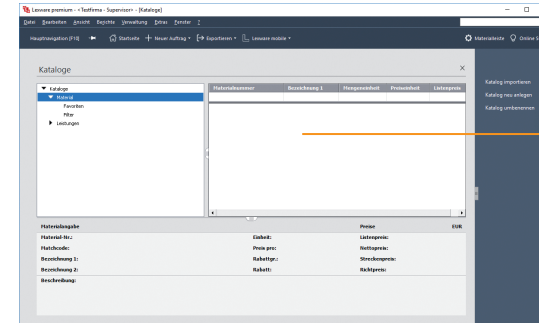 Lexware premium - <Testfirma - Supervisor> - [Kataloge]
Datei Bearbeiten Ansicht Berichte Verwaltung Extras Fenster ?
Hauptnavigation [F10] Startseite Neuer Auftrag Exportieren Lexware mobile Materialleiste Online S
Kataloge ×
Katalog importieren
Katalog neu anlegen
Katalog umbenennen
Kataloge
Material
Favoriten
Filter
Leistungen
Materialnummer Bezeichnung 1 Mengeneinheit Preiseinheit Listenpreis
Materialangabe Preise EUR
Material-Nr.: Einheit: Listenpreis:
Matchcode: Preis pro: Nettopreis:
Bezeichnung 1: Rabattgr.: Streckenpreis:
Bezeichnung 2: Rabatt: Richtpreis:
Beschreibung: